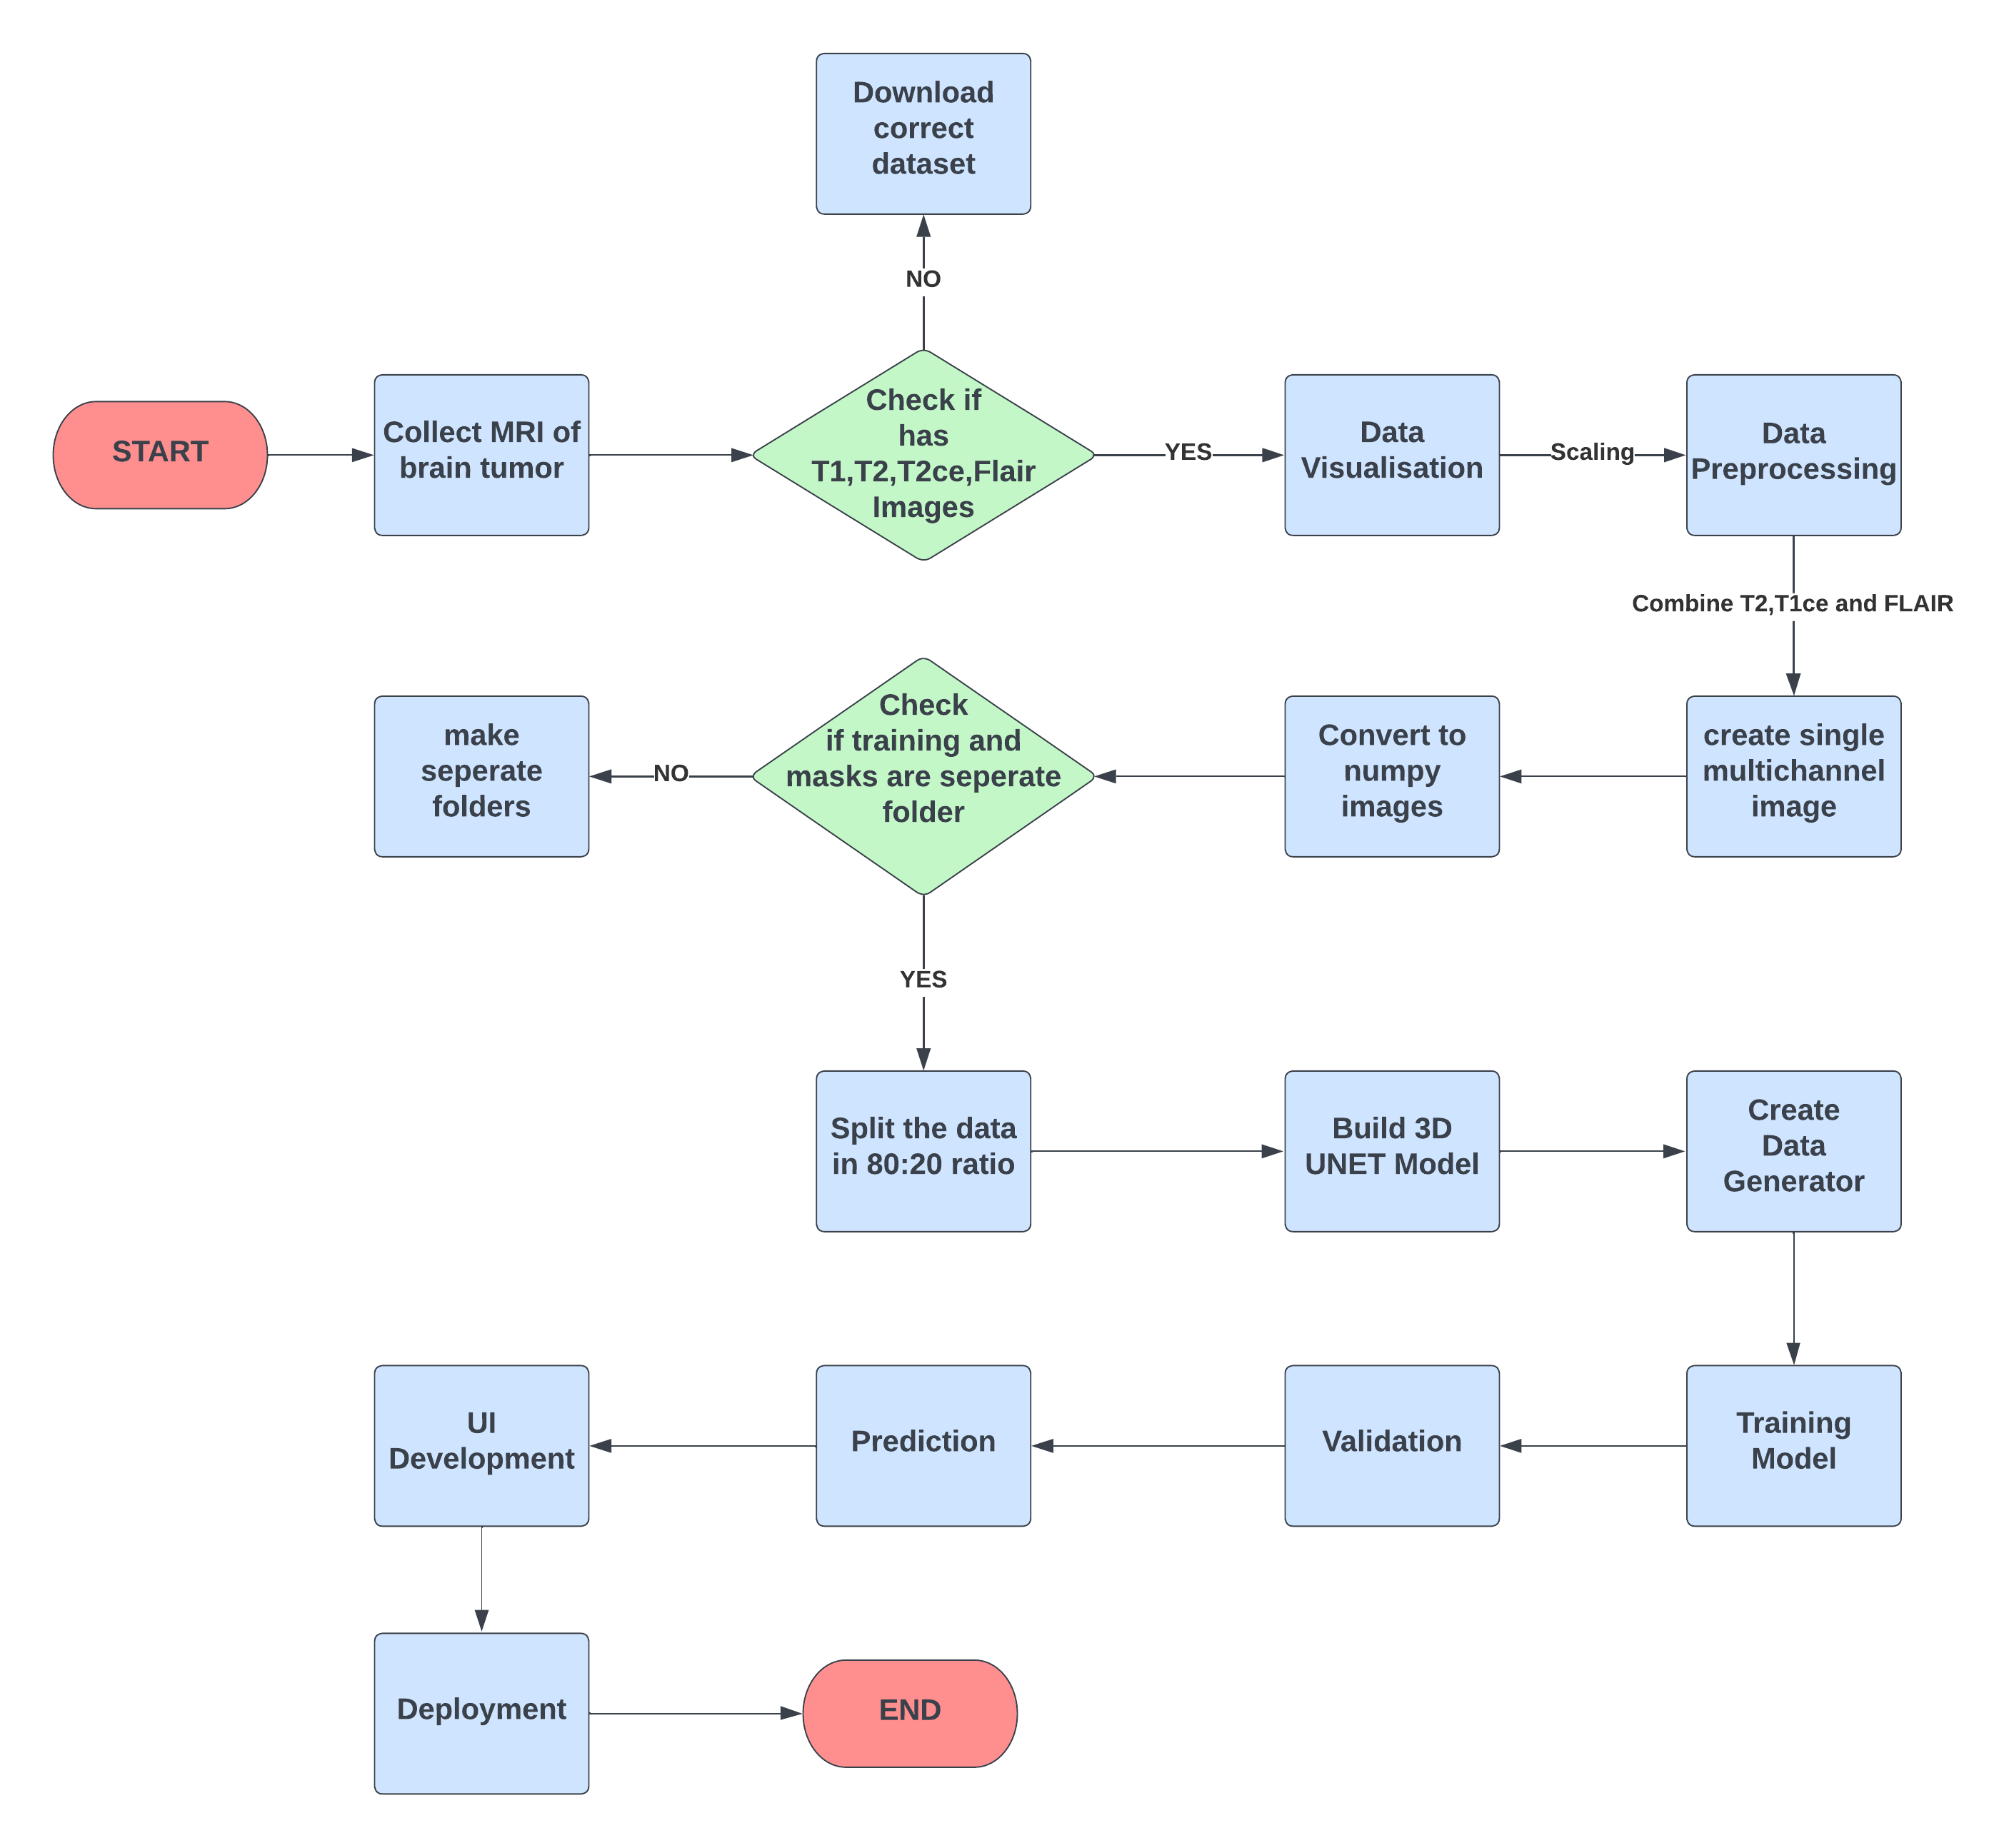 Download
correct
dataset
NO
START
Collect MRI of
brain tumor
Check if
has
T1,T2,T2ce,Flair
Images
YES
Data
Visualisation
Scaling
Data
Preprocessing
Combine T2,T1ce and FLAIR
make
seperate
folders
NO
Check
if training and
masks are seperate
folder
Convert to
numpy
images
create single
multichannel
image
YES
Split the data
in 80:20 ratio
Build 3D
UNET Model
Create
Data
Generator
UI
Development
Prediction
Validation
Training
Model
Deployment
END